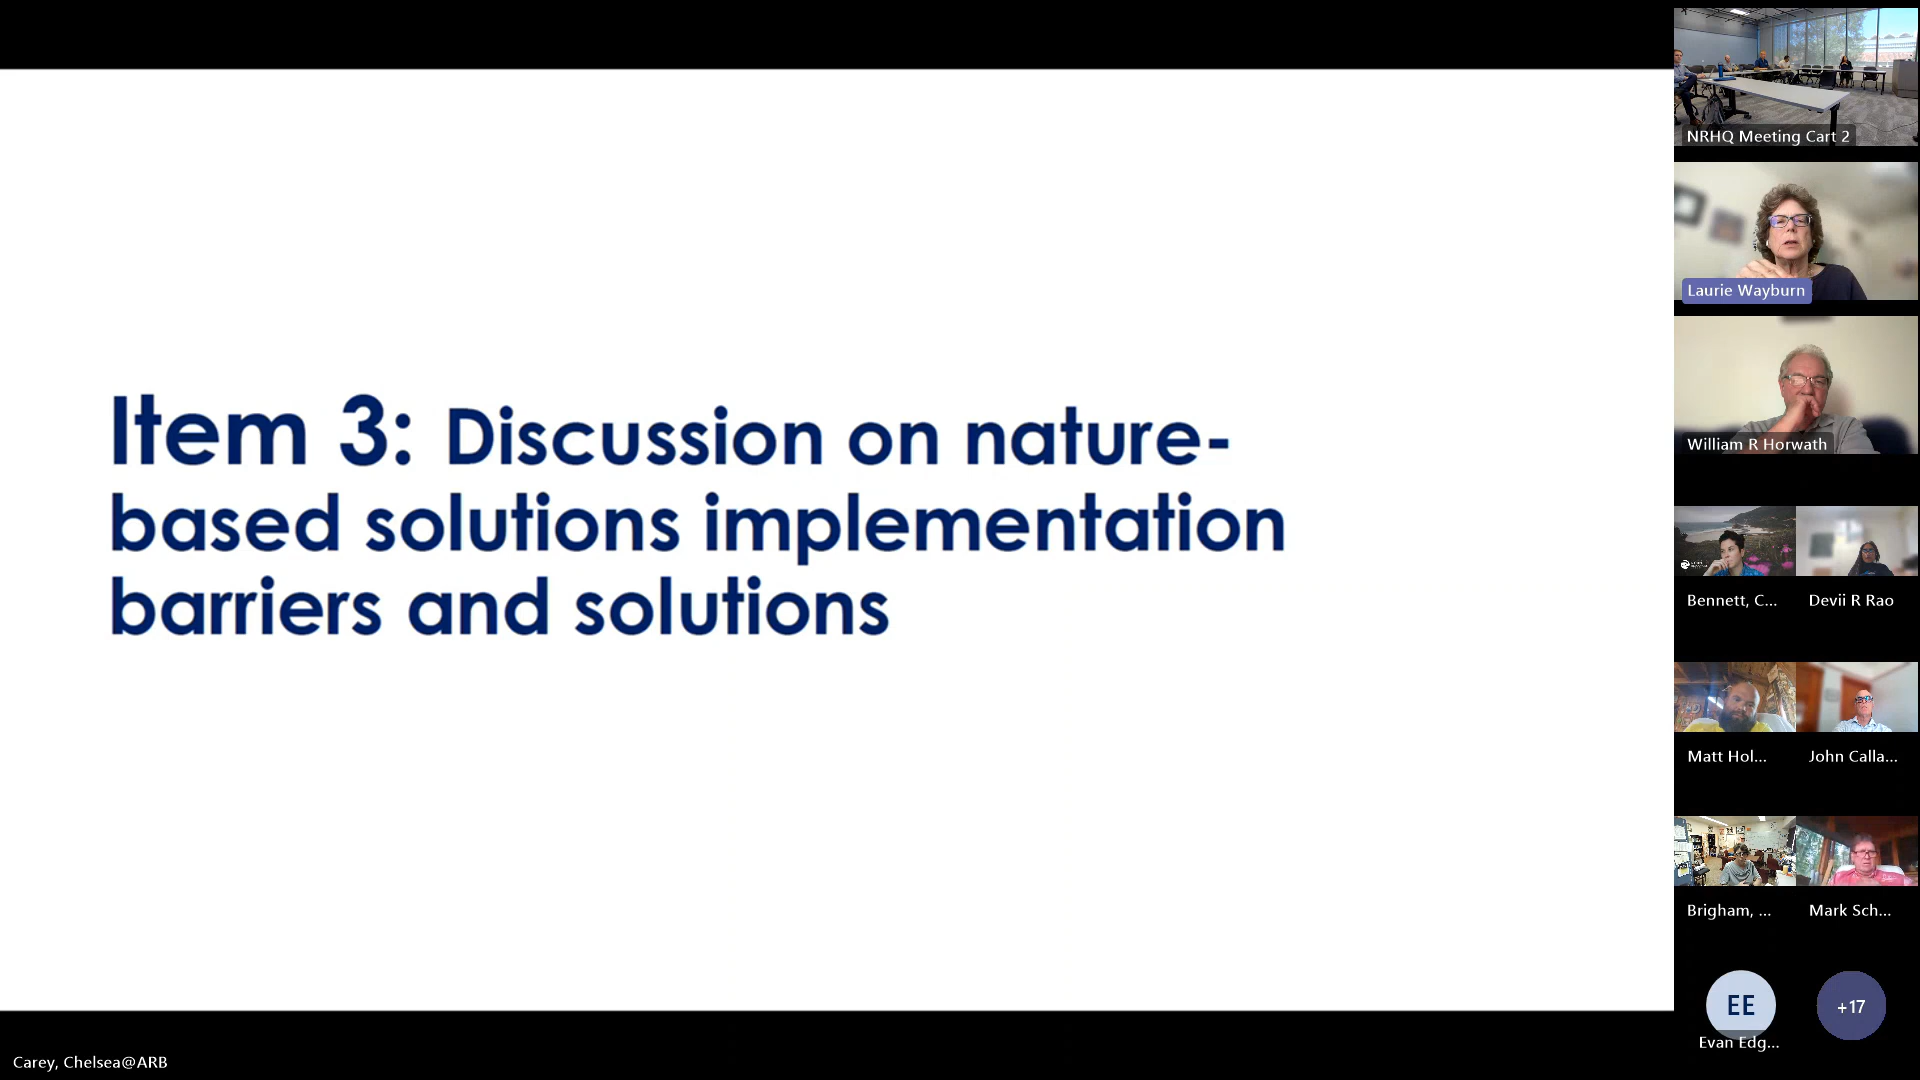 Item 3: Discussion on nature-
based solutions implementation
barriers and solutions
NRHQ Meeting Cart 2
Laurie Wayburn
William R Horwath
Bennett, C...
Devii R Rao
Matt Hol...
John Calla...
Brigham, ...
Mark Sch...
EE
+17
Evan Edg...
Carey, Chelsea@ARB